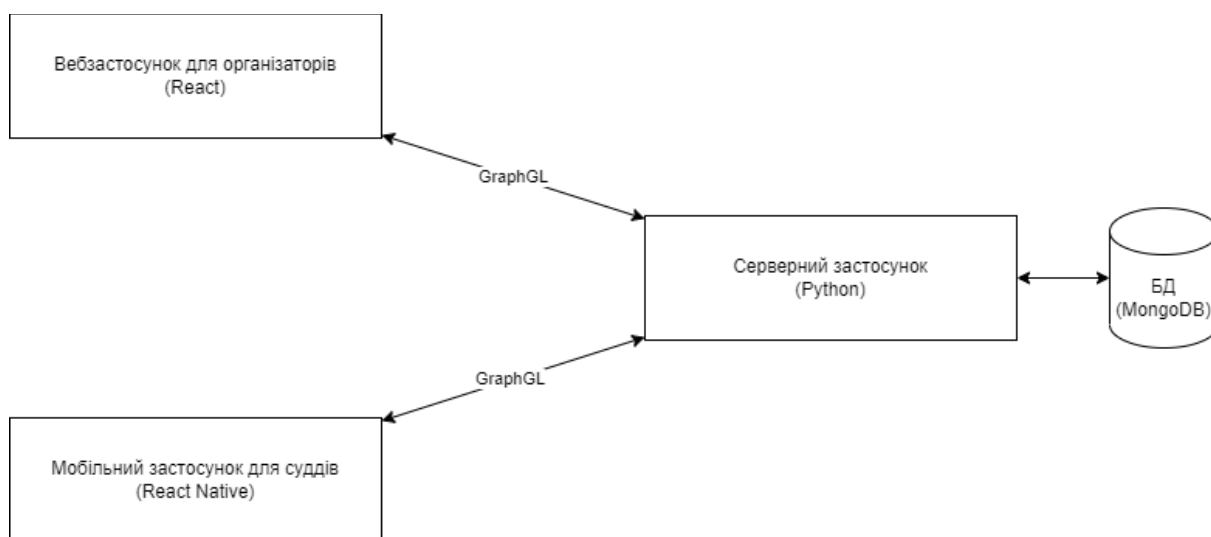 Вебзастосунок для організаторів
(React)
GraphGL
Серверний застосунок
(Python)
БД
(MongoDB)
GraphGL
Мобільний застосунок для суддів
(React Native)